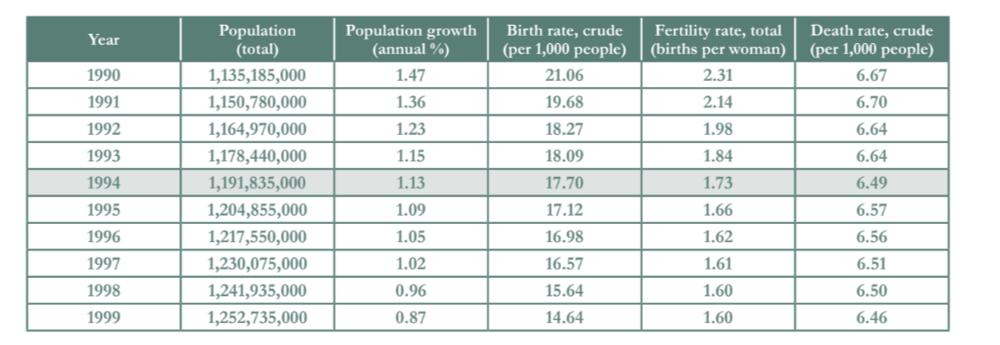 Year Population (total) Population growth (annual %) Birth rate, crude (per 1,000 people) Fertility rate, total (births per woman) Death rate, crude (per 1,000 people)
1990 1,135,185,000 1.47 21.06 2.31 6.67
1991 1,150,780,000 1.36 19.68 2.14 6.70
1992 1,164,970,000 1.23 18.27 1.98 6.64
1993 1,178,440,000 1.15 18.09 1.84 6.64
1994 1,191,835,000 1.13 17.70 1.73 6.49
1995 1,204,855,000 1.09 17.12 1.66 6.57
1996 1,217,550,000 1.05 16.98 1.62 6.56
1997 1,230,075,000 1.02 16.57 1.61 6.51
1998 1,241,935,000 0.96 15.64 1.60 6.50
1999 1,252,735,000 0.87 14.64 1.60 6.46